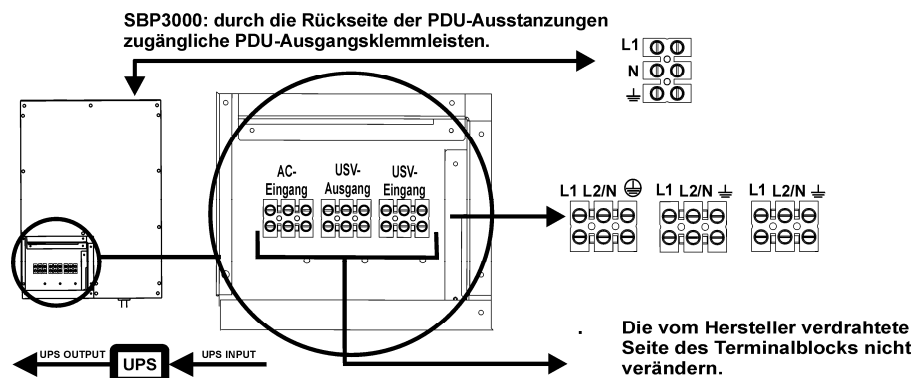 SBP3000: durch die Rückseite der PDU-Ausstanzungen
zugängliche PDU-Ausgangsklemmleisten.
L1
N
AC-
Eingang
USV-
Ausgang
USV-
Eingang
L1 L2/N
L1 L2/N
L1 L2/N
. Die vom Hersteller verdrahtete
Seite des Terminalblocks nicht
verändern.
UPS OUTPUT
UPS
UPS INPUT